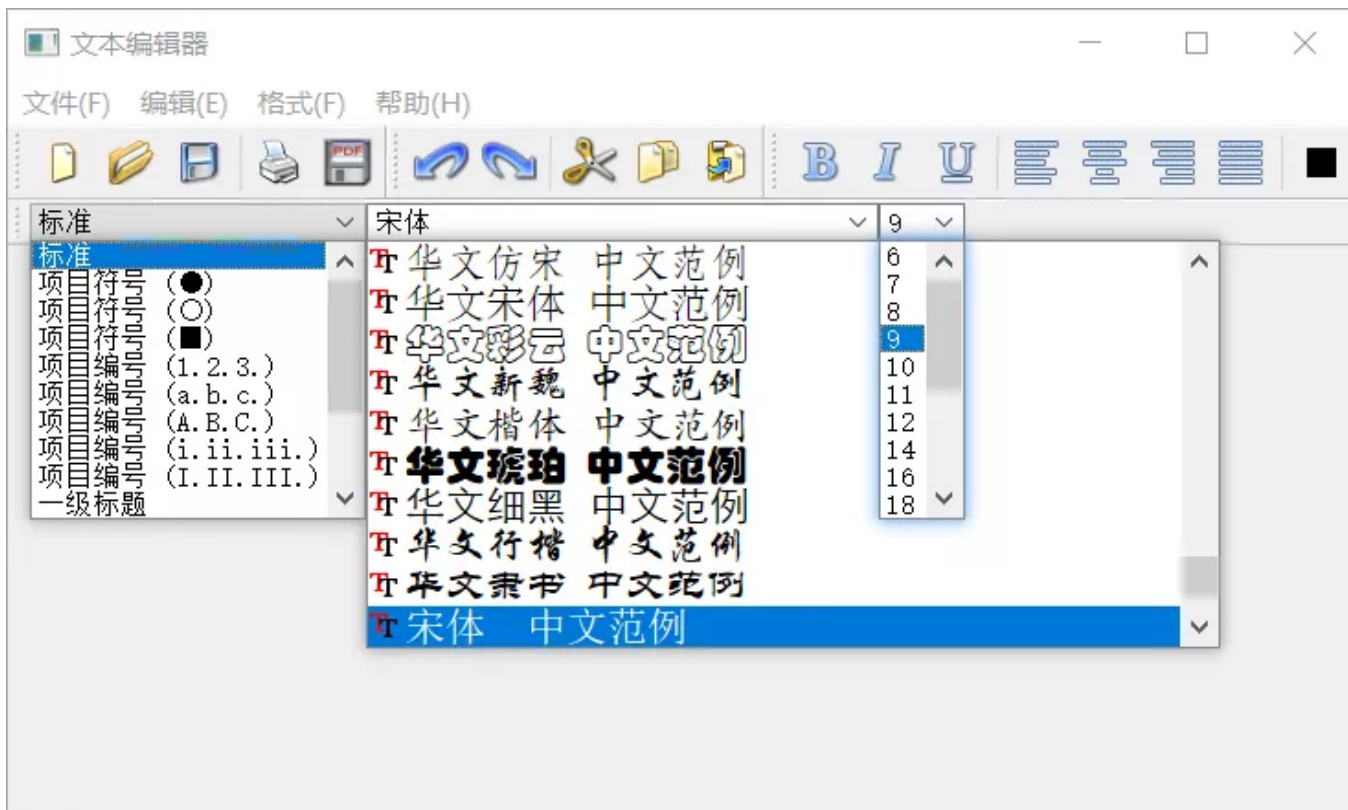 文本编辑器
文件(F) 编辑(E) 格式(F) 帮助(H)
PDF
B I U
标准 宋体 9
标准
项目符号 (●)
项目符号 (○)
项目符号 (■)
项目编号 (1.2.3.)
项目编号 (a.b.c.)
项目编号 (A.B.C.)
项目编号 (i.ii.iii.)
项目编号 (I.II.III.)
一级标题
华文仿宋 中文范例
华文宋体 中文范例
华文彩云 中文范例
华文新魏 中文范例
华文楷体 中文范例
华文琥珀 中文范例
华文细黑 中文范例
华文行楷 中文范例
华文隶书 中文范例
宋体 中文范例
6
7
8
9
10
11
12
14
16
18